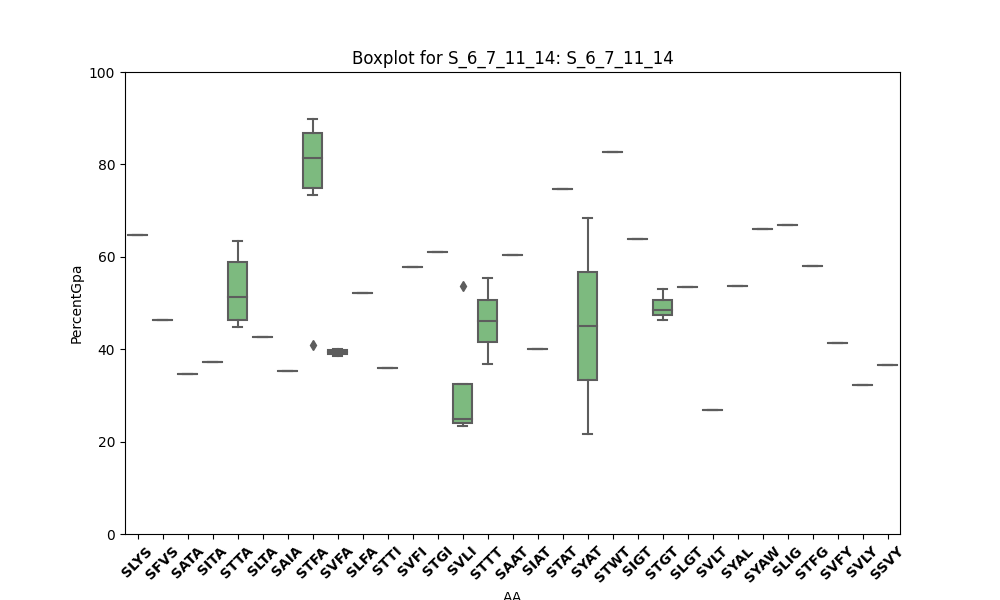 Boxplot for S_6_7_11_14: S_6_7_11_14
100
80
60
40
20
0
PercentGpa
SLYS SFVS SATA SITA STTA SLTA SAIA STFA SVFA SLFA STTI SVFI STGI SVLI STTT SAAT SIAT STAT SYAT STWT SIGT STGT SLGT SVLT SYAL SYAW SLIG STFG SVFY SVLY SSVY
AA